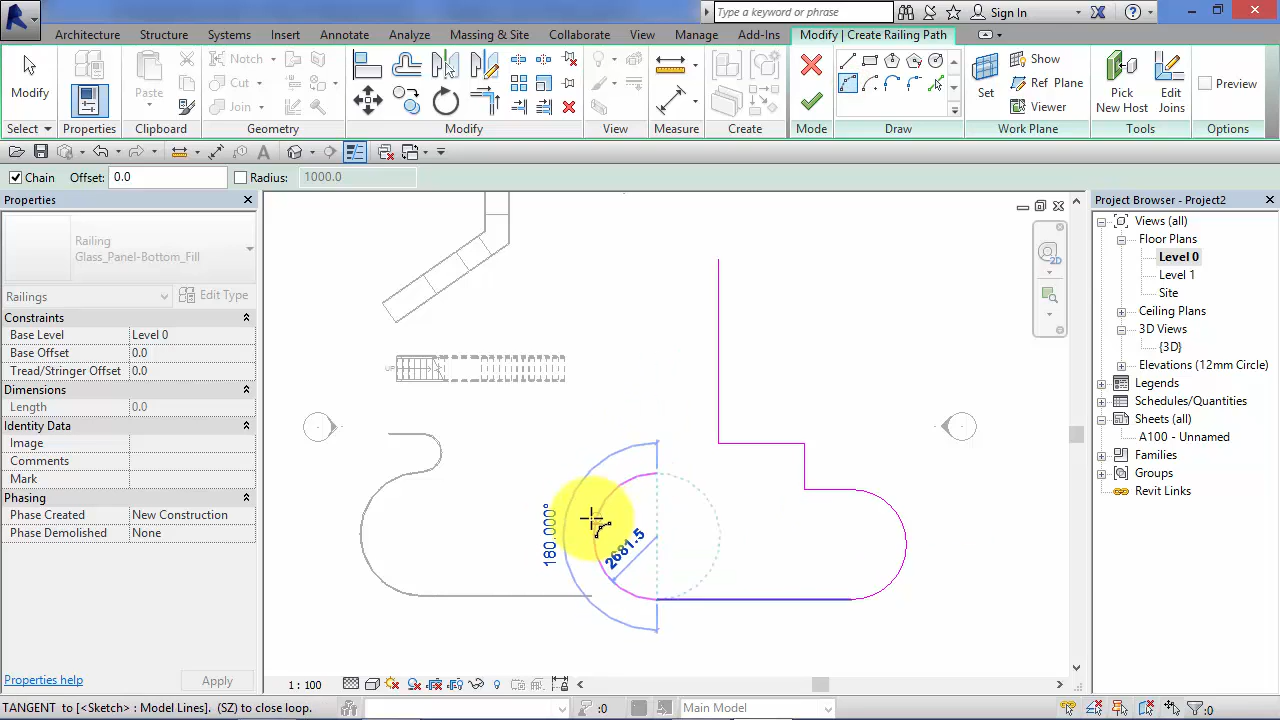 Type a keyword or phrase
Sign In
Architecture Structure Systems Insert Annotate Analyze Massing & Site Collaborate View Manage Add-Ins Modify | Create Railing Path
Modify
Paste
Notch
Cut
Join
Show
Set
Ref Plane
Viewer
Pick
New Host
Edit
Joins
Preview
Select Properties Clipboard Geometry Modify View Measure Create Mode Draw Work Plane Tools Options
Chain Offset: 0.0 Radius: 1000.0
Properties
Railing
Glass_Panel-Bottom_Fill
Railings
Edit Type
Constraints
Base Level Level 0
Base Offset 0.0
Tread/Stringer Offset 0.0
Dimensions
Length 0.0
Identity Data
Image
Comments
Mark
Phasing
Phase Created New Construction
Phase Demolished None
Properties help
Apply
UP
180.000°
2681.5
2D
Project Browser - Project2
Views (all)
Floor Plans
Level 0
Level 1
Site
Ceiling Plans
3D Views
{3D}
Elevations (12mm Circle)
Legends
Schedules/Quantities
Sheets (all)
A100 - Unnamed
Families
Groups
Revit Links
1 : 100
TANGENT to [<Sketch> : Model Lines]. (SZ) to close loop.
:0
Main Model
:0